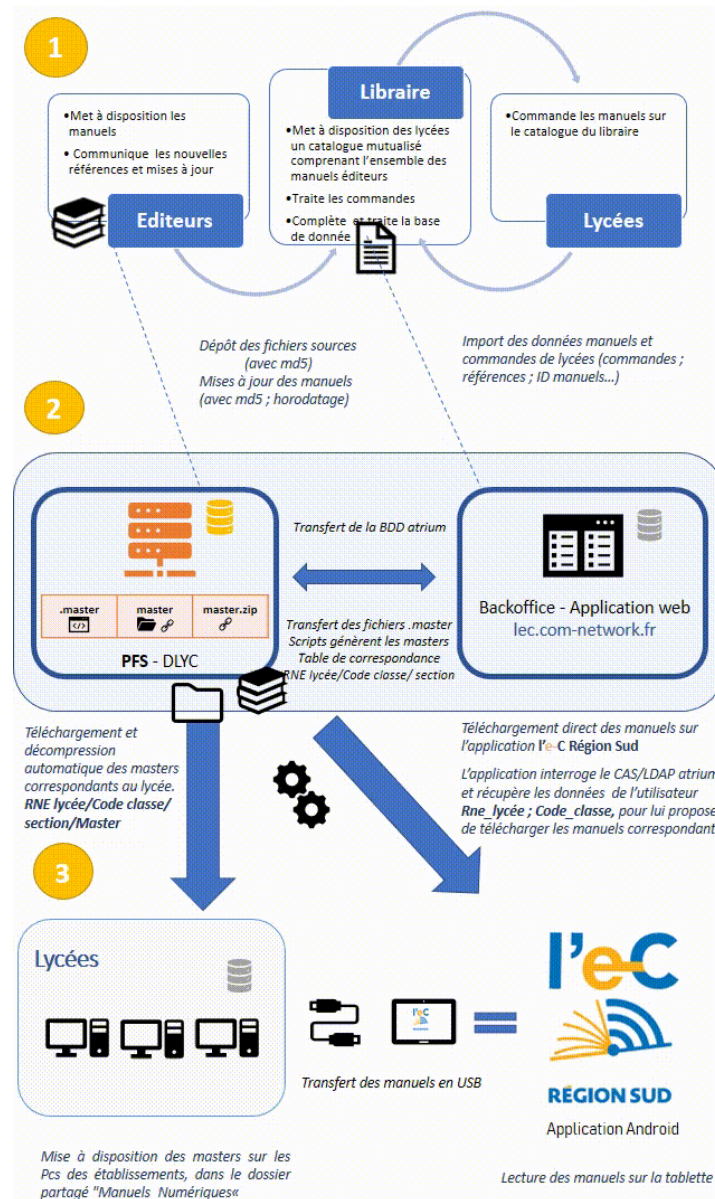 1
Libraire
•Met à disposition les
manuels
• Communique les nouvelles
références et mises à jour
Editeurs
•Met à disposition des lycées
un catalogue mutualisé
comprenant l'ensemble des
manuels éditeurs
•Traite les commandes
•Complète et traite la base
de donnée
•Commande les manuels sur
le catalogue du libraire
Lycées
Dépôt des fichiers sources
(avec md5)
Mises à jour des manuels
(avec md5 ; horodatage)
Import des données manuels et
commandes de lycées (commandes ;
références ; ID manuels...)
2
.master
master
master.zip
PFS - DLYC
Transfert de la BDD atrium
Transfert des fichiers .master
Scripts génèrent les masters
Table de correspondance
RNE lycée/Code classe/ section
Backoffice - Application web
lec.com-network.fr
Téléchargement et
décompression
automatique des masters
correspondants au lycée.
RNE lycée/Code classe/
section/Master
Téléchargement direct des manuels sur
l'application l'e-C Région Sud
L'application interroge le CAS/LDAP atrium
et récupère les données de l'utilisateur
Rne_lycée ; Code_classe, pour lui propose
de télécharger les manuels correspondant
3
Lycées
l'e-C
Transfert des manuels en USB
l'e-C
RÉGION SUD
Application Android
Mise à disposition des masters sur les
Pcs des établissements, dans le dossier
partagé "Manuels_Numériques«
Lecture des manuels sur la tablette